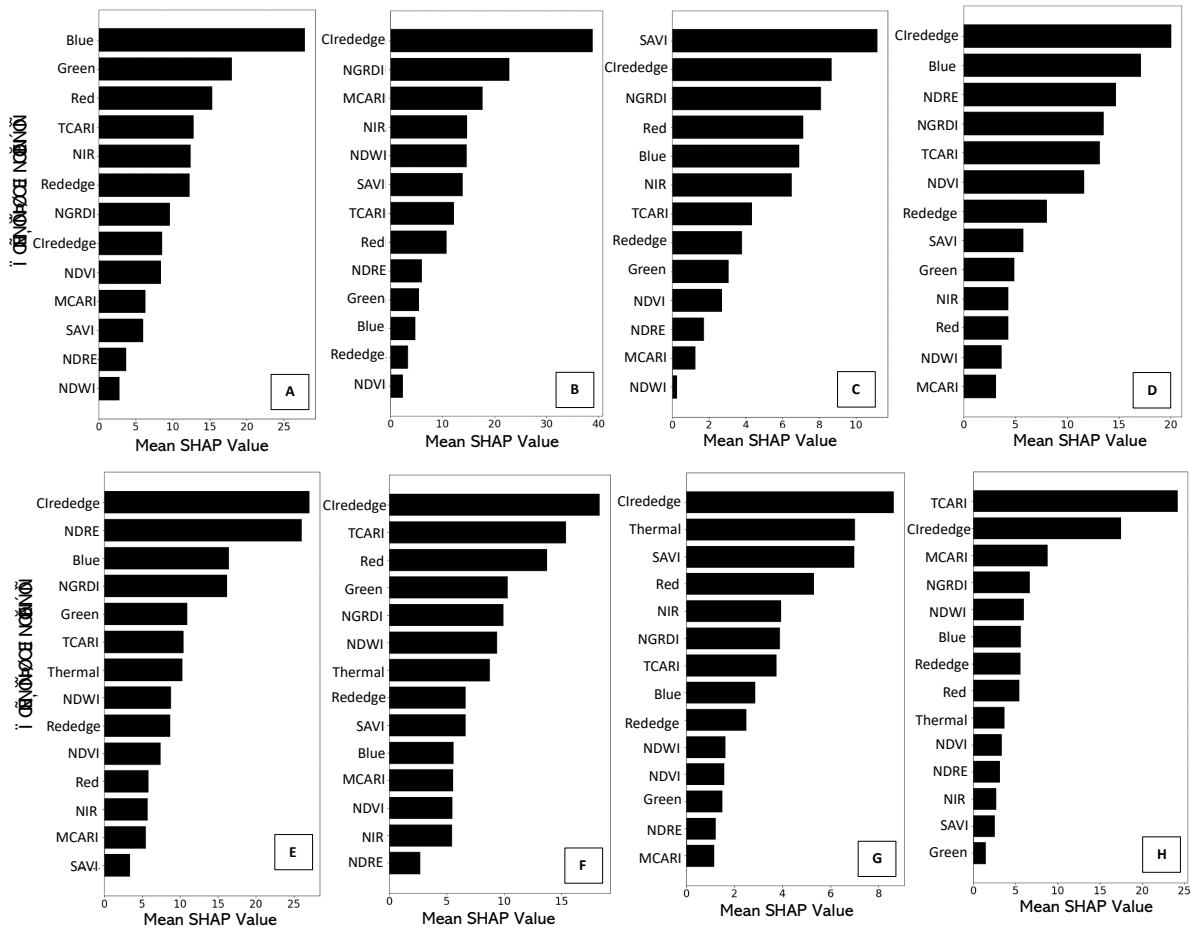 Blue
Green
Red
TCARI
NIR
Rededge
NGRDI
CIrededge
NDVI
MCARI
SAVI
NDRE
NDWI
A
0 5 10 15 20 25
Mean SHAP Value
CIrededge
NGRDI
MCARI
NIR
NDWI
SAVI
TCARI
Red
NDRE
Green
Blue
Rededge
NDVI
B
0 10 20 30 40
Mean SHAP Value
SAVI
CIrededge
NGRDI
Red
Blue
NIR
TCARI
Rededge
Green
NDVI
NDRE
MCARI
NDWI
C
0 2 4 6 8 10
Mean SHAP Value
CIrededge
Blue
NDRE
NGRDI
TCARI
NDVI
Rededge
SAVI
Green
NIR
Red
NDWI
MCARI
D
0 5 10 15 20
Mean SHAP Value
CIrededge
NDRE
Blue
NGRDI
Green
TCARI
Thermal
NDWI
Rededge
NDVI
Red
NIR
MCARI
SAVI
E
0 5 10 15 20 25
Mean SHAP Value
CIrededge
TCARI
Red
Green
NGRDI
NDWI
Thermal
Rededge
SAVI
Blue
MCARI
NDVI
NIR
NDRE
F
0 5 10 15
Mean SHAP Value
CIrededge
Thermal
SAVI
Red
NIR
NGRDI
TCARI
Blue
Rededge
NDWI
NDVI
Green
NDRE
MCARI
G
0 2 4 6 8
Mean SHAP Value
TCARI
CIrededge
MCARI
NGRDI
NDWI
Blue
Rededge
Red
Thermal
NDVI
NDRE
NIR
SAVI
Green
H
0 5 10 15 20 25
Mean SHAP Value